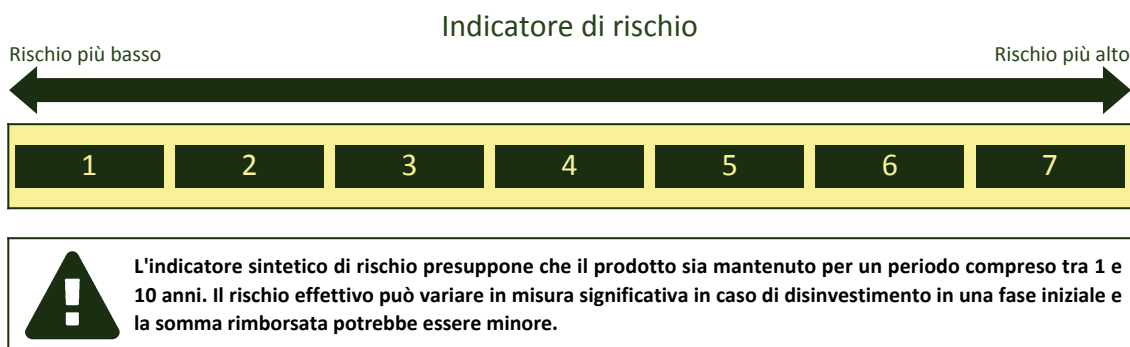 Indicatore di rischio
Rischio più basso
Rischio più alto
1 2 3 4 5 6 7
L'indicatore sintetico di rischio presuppone che il prodotto sia mantenuto per un periodo compreso tra 1 e
10 anni. Il rischio effettivo può variare in misura significativa in caso di disinvestimento in una fase iniziale e
la somma rimborsata potrebbe essere minore.